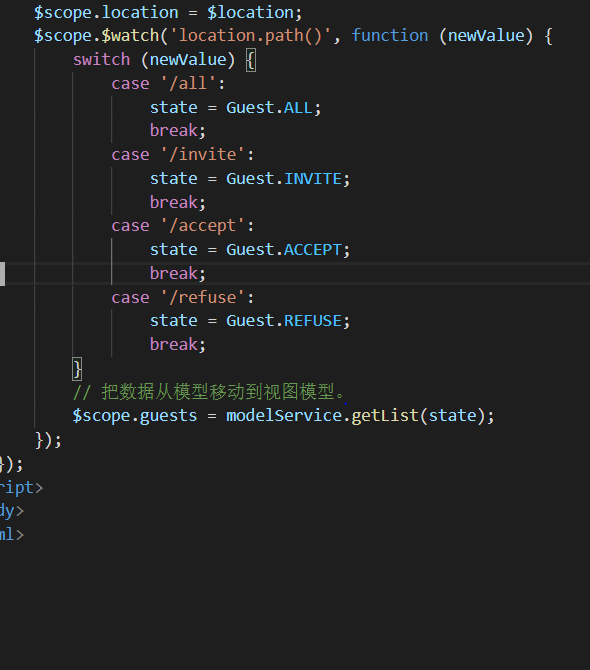 $scope.location = $location;
$scope.$watch('location.path()', function (newValue) {
switch (newValue) {
case '/all':
state = Guest.ALL;
break;
case '/invite':
state = Guest.INVITE;
break;
case '/accept':
state = Guest.ACCEPT;
break;
case '/refuse':
state = Guest.REFUSE;
break;
}
// 把数据从模型移动到视图模型。
$scope.guests = modelService.getList(state);
});
});
ript>
dy>
ml>